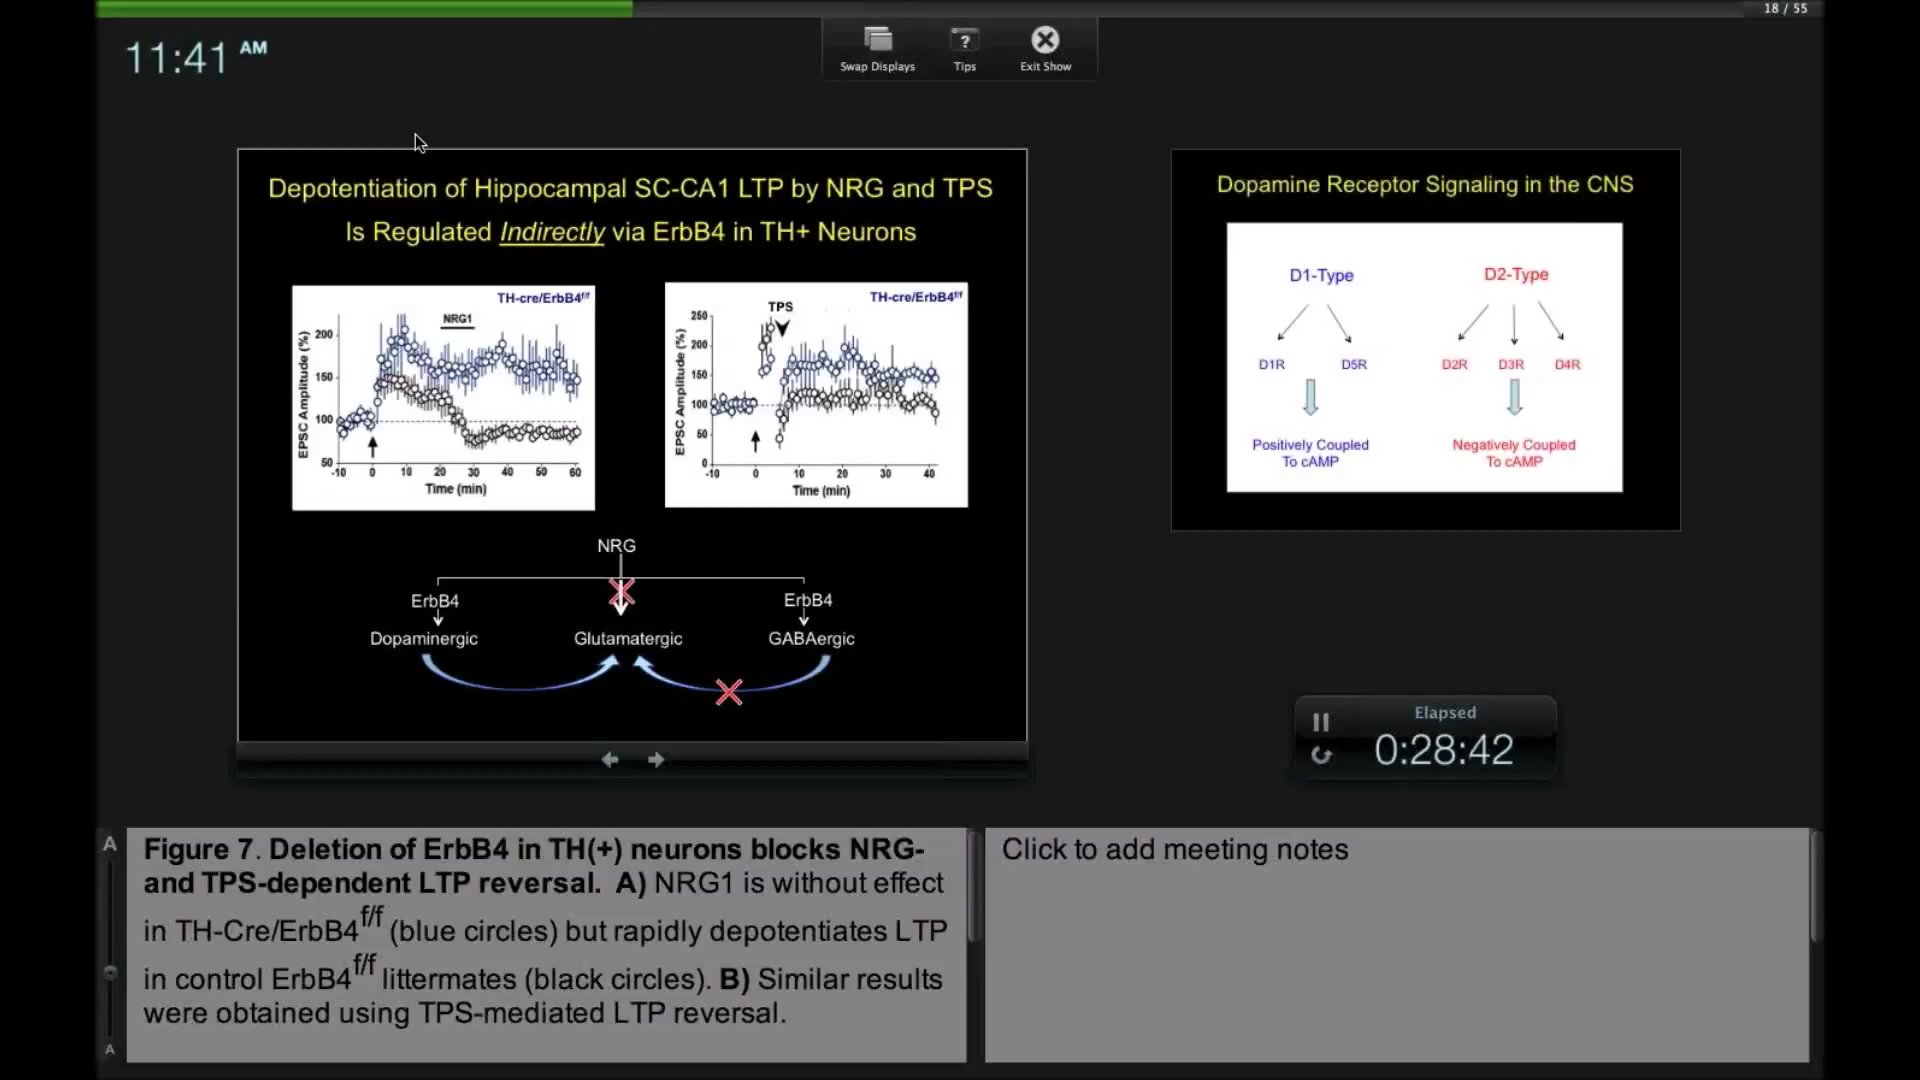 18 / 55
11:41 AM
Swap Displays
Tips
Exit Show
Depotentiation of Hippocampal SC-CA1 LTP by NRG and TPS
Is Regulated Indirectly via ErbB4 in TH+ Neurons
TH-cre/ErbB4f/f
NRG1
EPSC Amplitude (%)
200
150
100
50
-10 0 10 20 30 40 50 60
Time (min)
TH-cre/ErbB4f/f
TPS
EPSC Amplitude (%)
250
200
150
100
50
0
-10 0 10 20 30 40
Time (min)
NRG
ErbB4
ErbB4
Dopaminergic
Glutamatergic
GABAergic
Dopamine Receptor Signaling in the CNS
D1-Type
D2-Type
D1R
D5R
D2R
D3R
D4R
Positively Coupled
To cAMP
Negatively Coupled
To cAMP
Elapsed
0:28:42
A
A
Figure 7. Deletion of ErbB4 in TH(+) neurons blocks NRG-
and TPS-dependent LTP reversal. A) NRG1 is without effect
in TH-Cre/ErbB4f/f (blue circles) but rapidly depotentiates LTP
in control ErbB4f/f littermates (black circles). B) Similar results
were obtained using TPS-mediated LTP reversal.
Click to add meeting notes